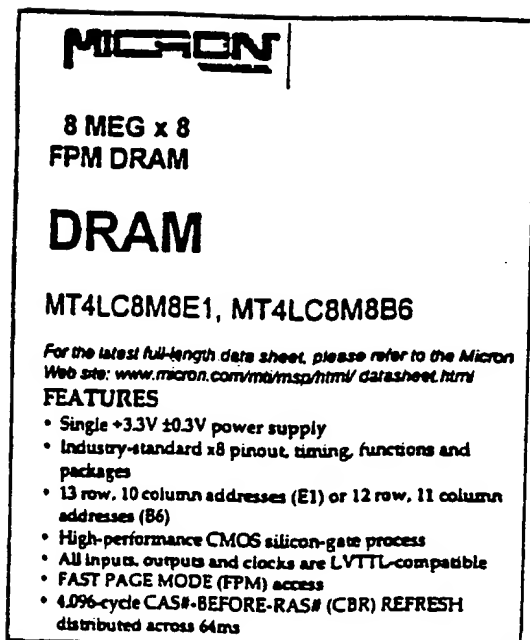 MICRON
8 MEG x 8
FPM DRAM
DRAM
MT4LC8M8E1, MT4LC8M8B6
For the latest full-length data sheet, please refer to the Micron
Web site: www.micron.com/mti/msp/html/ datasheet.html
FEATURES
• Single +3.3V ±0.3V power supply
• Industry-standard x8 pinout, timing, functions and
packages
• 13 row, 10 column addresses (E1) or 12 row, 11 column
addresses (B6)
• High-performance CMOS silicon-gate process
• All inputs, outputs and clocks are LVTTL-compatible
• FAST PAGE MODE (FPM) access
• 4,096-cycle CAS#-BEFORE-RAS# (CBR) REFRESH
distributed across 64ms